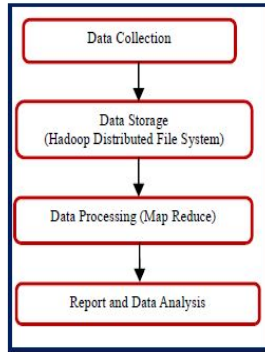 Data Collection
Data Storage
(Hadoop Distributed File System)
Data Processing (Map Reduce)
Report and Data Analysis